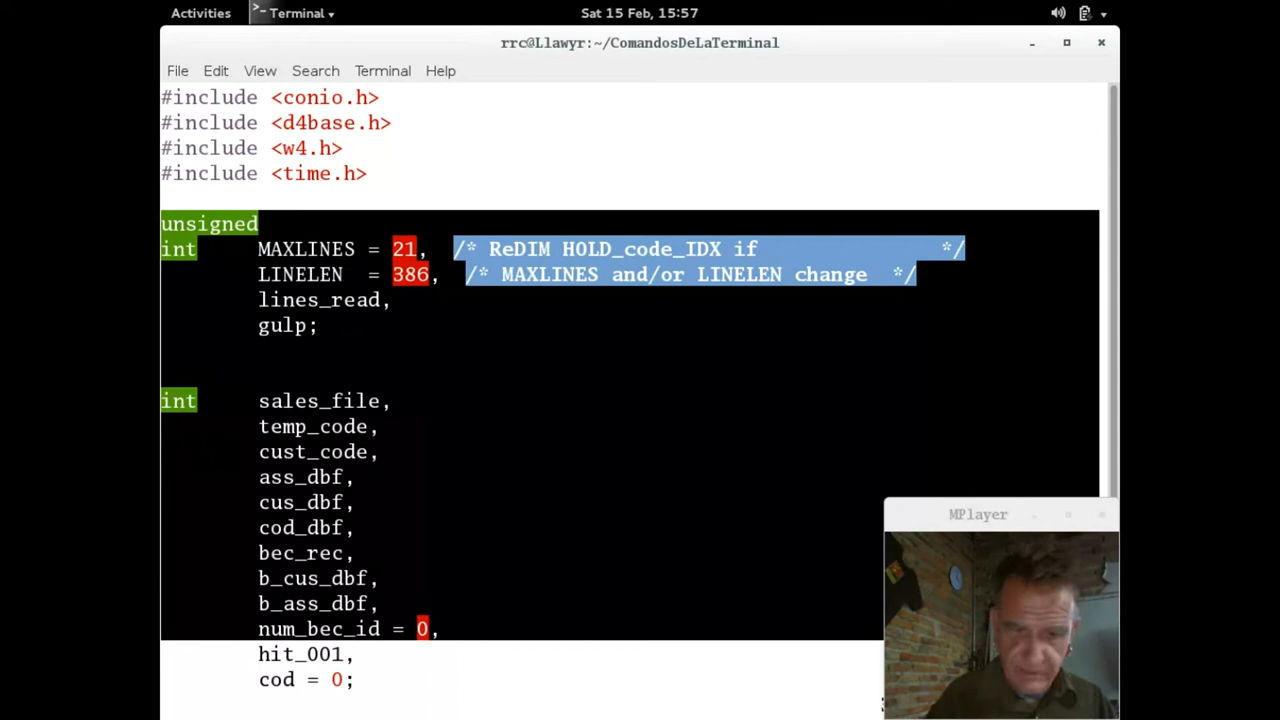 Activities Terminal Sat 15 Feb, 15:57
rrc@Llawyr:~/ComandosDeLaTerminal
File Edit View Search Terminal Help
#include <conio.h>
#include <d4base.h>
#include <w4.h>
#include <time.h>
unsigned
int MAXLINES = 21, /* ReDIM HOLD_code_IDX if */
LINELEN = 386, /* MAXLINES and/or LINELEN change */
lines_read,
gulp;
int sales_file,
temp_code,
cust_code,
ass_dbf,
cus_dbf,
cod_dbf,
bec_rec,
b_cus_dbf,
b_ass_dbf,
num_bec_id = 0,
hit_001,
cod = 0;
MPlayer